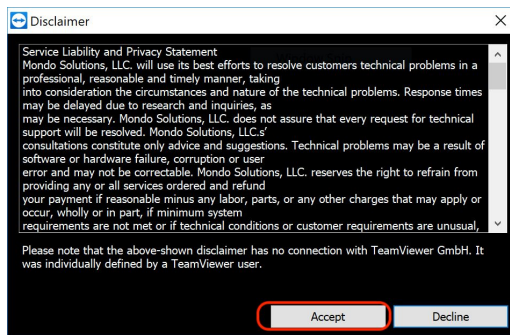 Disclaimer
Service Liability and Privacy Statement
Mondo Solutions, LLC. will use its best efforts to resolve customers technical problems in a
professional, reasonable and timely manner, taking
into consideration the circumstances and nature of the technical problems. Response times
may be delayed due to research and inquiries, as
may be necessary. Mondo Solutions, LLC. does not assure that every request for technical
support will be resolved. Mondo Solutions, LLC.s’
consultations constitute only advice and suggestions. Technical problems may be a result of
software or hardware failure, corruption or user
error and may not be correctable. Mondo Solutions, LLC. reserves the right to refrain from
providing any or all services ordered and refund
your payment if reasonable minus any labor, parts, or any other charges that may apply or
occur, wholly or in part, if minimum system
requirements are not met or if technical conditions or customer requirements are unusual,
Please note that the above-shown disclaimer has no connection with TeamViewer GmbH. It
was individually defined by a TeamViewer user.
Accept Decline